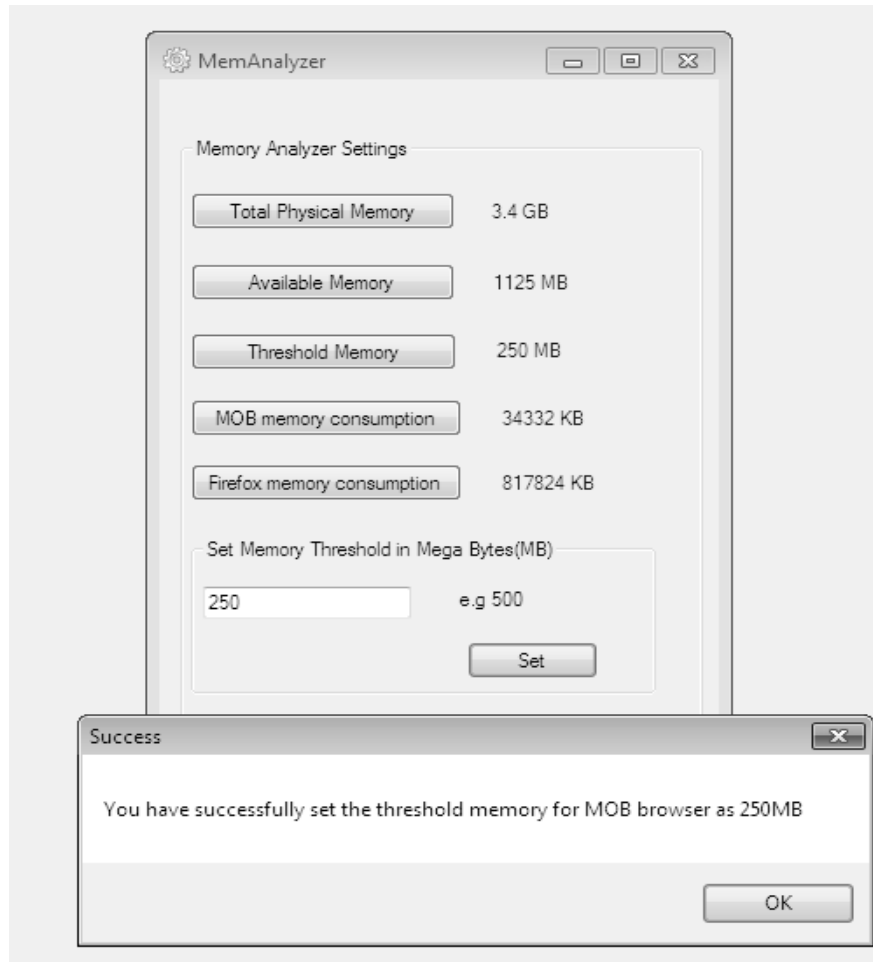 MemAnalyzer
Memory Analyzer Settings
Total Physical Memory 3.4 GB
Available Memory 1125 MB
Threshold Memory 250 MB
MOB memory consumption 34332 KB
Firefox memory consumption 817824 KB
Set Memory Threshold in Mega Bytes(MB)
250 e.g 500
Set
Success
You have successfully set the threshold memory for MOB browser as 250MB
OK